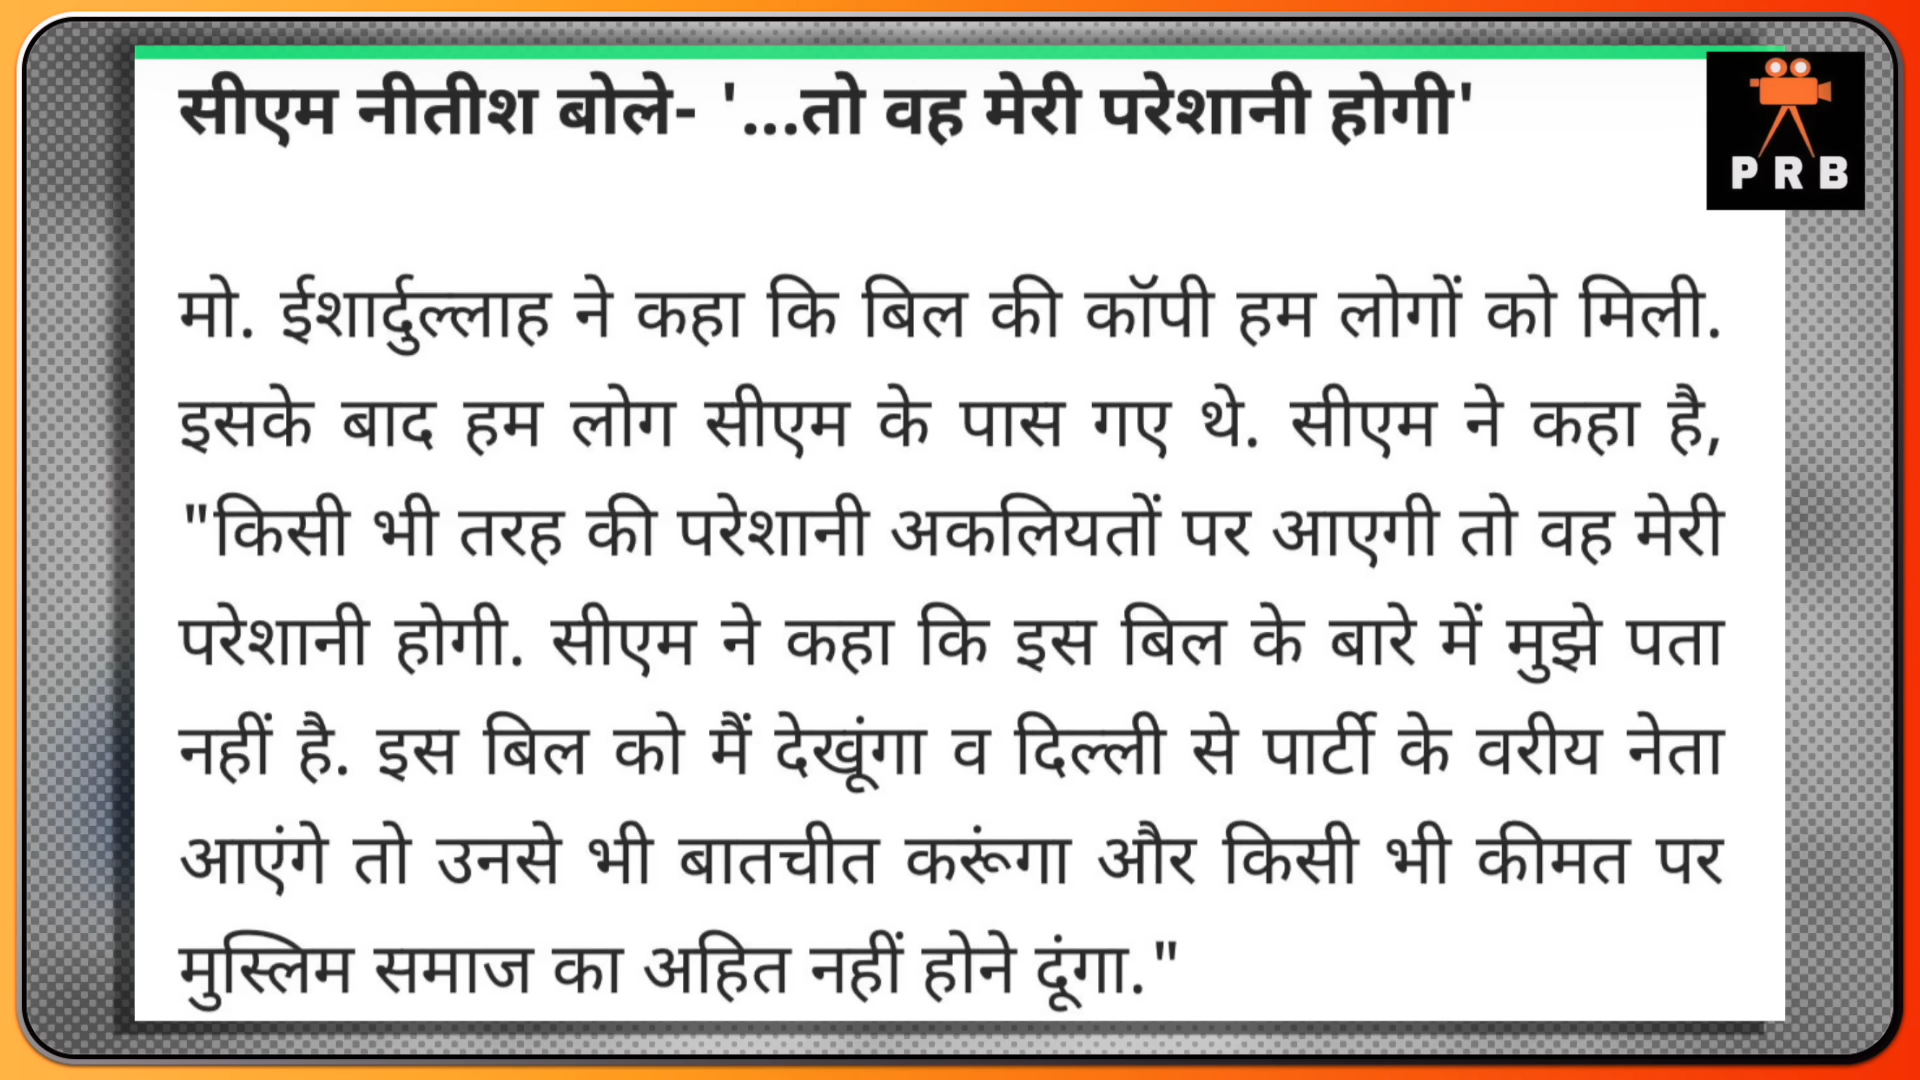 सीएम नीतीश बोले- '...तो वह मेरी परेशानी होगी'
P R B
मो. ईशार्दुल्लाह ने कहा कि बिल की कॉपी हम लोगों को मिली.
इसके बाद हम लोग सीएम के पास गए थे. सीएम ने कहा है,
"किसी भी तरह की परेशानी अकलियतों पर आएगी तो वह मेरी
परेशानी होगी. सीएम ने कहा कि इस बिल के बारे में मुझे पता
नहीं है. इस बिल को मैं देखूंगा व दिल्ली से पार्टी के वरीय नेता
आएंगे तो उनसे भी बातचीत करूंगा और किसी भी कीमत पर
मुस्लिम समाज का अहित नहीं होने दूंगा."